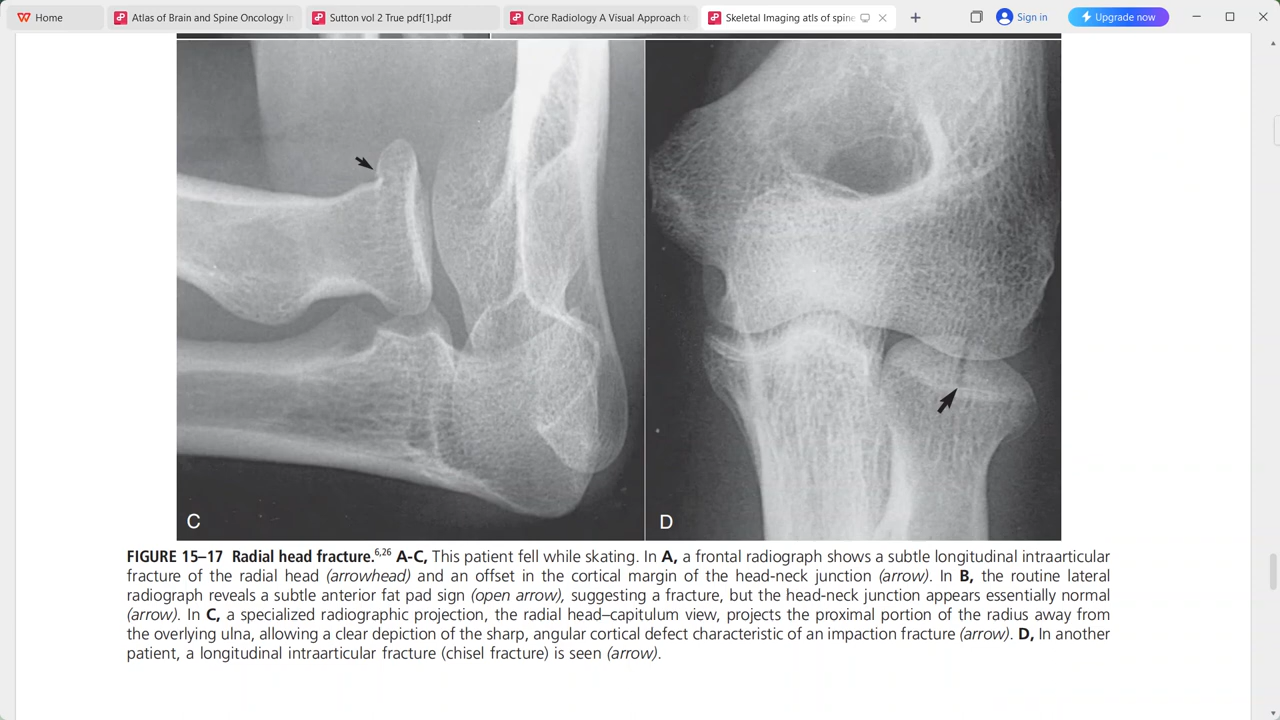 Home
Atlas of Brain and Spine Oncology I
Sutton vol 2 True pdf[1].pdf
Core Radiology A Visual Approach to
Skeletal Imaging atls of spine
Sign in
Upgrade now
C
D
FIGURE 15–17 Radial head fracture.6,26 A-C, This patient fell while skating. In A, a frontal radiograph shows a subtle longitudinal intraarticular
fracture of the radial head (arrowhead) and an offset in the cortical margin of the head-neck junction (arrow). In B, the routine lateral
radiograph reveals a subtle anterior fat pad sign (open arrow), suggesting a fracture, but the head-neck junction appears essentially normal
(arrow). In C, a specialized radiographic projection, the radial head–capitulum view, projects the proximal portion of the radius away from
the overlying ulna, allowing a clear depiction of the sharp, angular cortical defect characteristic of an impaction fracture (arrow). D, In another
patient, a longitudinal intraarticular fracture (chisel fracture) is seen (arrow).